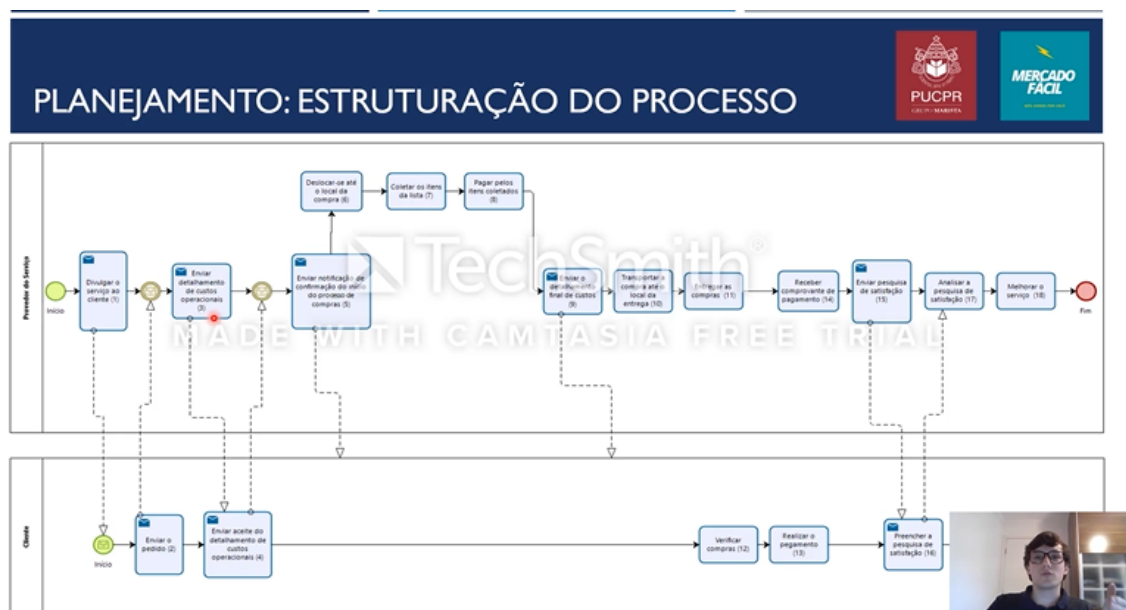 PLANEJAMENTO: ESTRUTURAÇÃO DO PROCESSO
PUCPR
GRUPO MARISTA
MERCADO
FÁCIL
Provedor do Serviço
Início
Divulgar o
serviço ao
cliente (1)
Enviar
detalhamento
de custos
operacionais
(3)
Enviar notificação de
confirmação do início
do processo de
compras (5)
Deslocar-se até
o local da
compra (6)
Coletar os itens
da lista (7)
Pagar pelos
itens coletados
(8)
Enviar o
detalhamento
final de custos
(9)
Transportar a
compra até o
local da
entrega (10)
Entregar as
compras (11)
Receber
comprovante de
pagamento (14)
Enviar pesquisa
de satisfação
(15)
Analisar a
pesquisa de
satisfação (17)
Melhorar o
serviço (18)
Fim
TechSmith®
MADE WITH CAMTASIA FREE TRIAL
Cliente
Início
Enviar o
pedido (2)
Enviar aceite do
detalhamento de
custos
operacionais (4)
Verificar
compras (12)
Realizar o
pegamento
(13)
Preencher a
pesquisa de
satisfação (16)